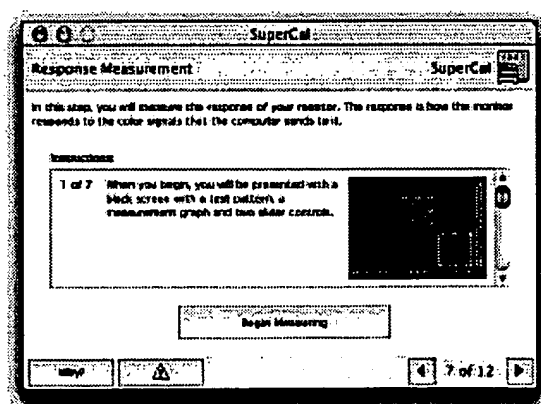 SuperCal
Response Measurement
SuperCal
In this step, you will measure the response of your monitor. The response is how the monitor
responds to the color signals that the computer sends to it.
Instructions:
1 of 7 When you begin, you will be presented with a
black screen with a test pattern, a
measurement graph and two slider controls.
Begin Measuring
Why?
7 of 12